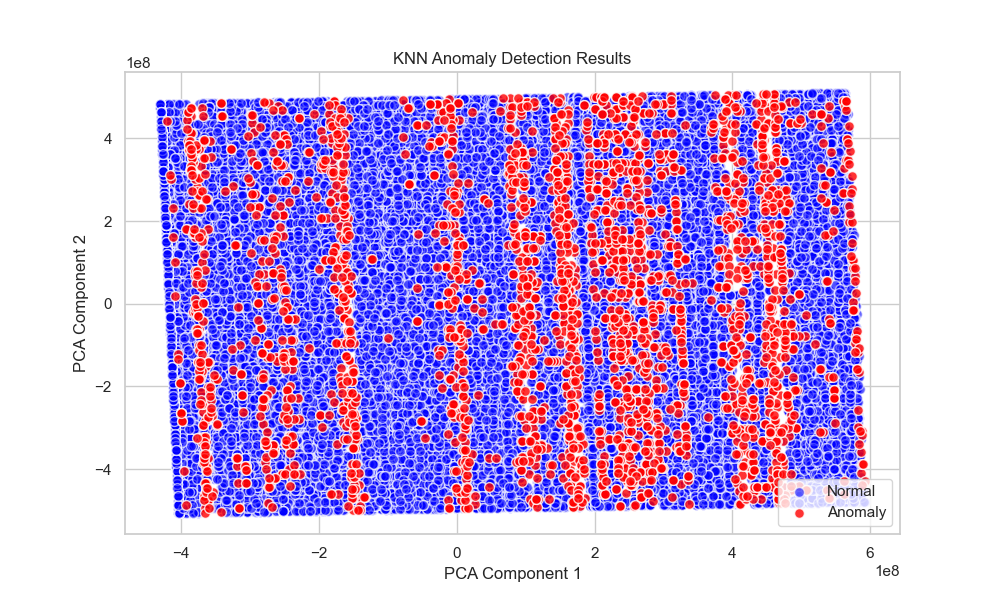 KNN Anomaly Detection Results
1e8
4
2
0
−2
−4
PCA Component 2
−4 −2 0 2 4 6
PCA Component 1
1e8
Normal
Anomaly